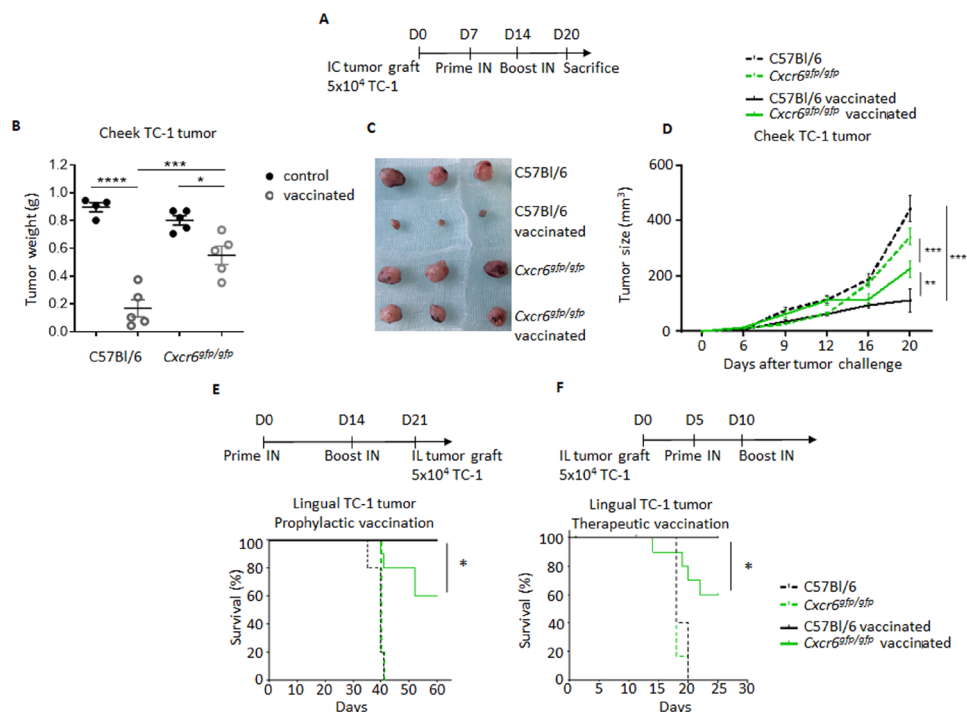 A
D0 D7 D14 D20
IC tumor graft Prime IN Boost IN Sacrifice
5x10⁴ TC-1
B
Cheek TC-1 tumor
*** 
**** *
control
vaccinated
Tumor weight (g)
1.2
1.0
0.8
0.6
0.4
0.2
0.0
C57Bl/6 Cxcr6gfp/gfp
C
C57Bl/6
C57Bl/6
vaccinated
Cxcr6gfp/gfp
Cxcr6gfp/gfp
vaccinated
C57Bl/6
Cxcr6gfp/gfp
C57Bl/6 vaccinated
Cxcr6gfp/gfp vaccinated
D
Cheek TC-1 tumor
Tumor size (mm³)
600
400
200
0
0 6 9 12 16 20
Days after tumor challenge
***
***
**
E
D0 D14 D21
Prime IN Boost IN IL tumor graft
5x10⁴ TC-1
Lingual TC-1 tumor
Prophylactic vaccination
Survival (%)
100
80
60
40
20
0
0 10 20 30 40 50 60
Days
*
F
D0 D5 D10
IL tumor graft Prime IN Boost IN
5x10⁴ TC-1
Lingual TC-1 tumor
Therapeutic vaccination
Survival (%)
100
80
60
40
20
0
0 5 10 15 20 25 30
Days
*
C57Bl/6
Cxcr6gfp/gfp
C57Bl/6 vaccinated
Cxcr6gfp/gfp vaccinated